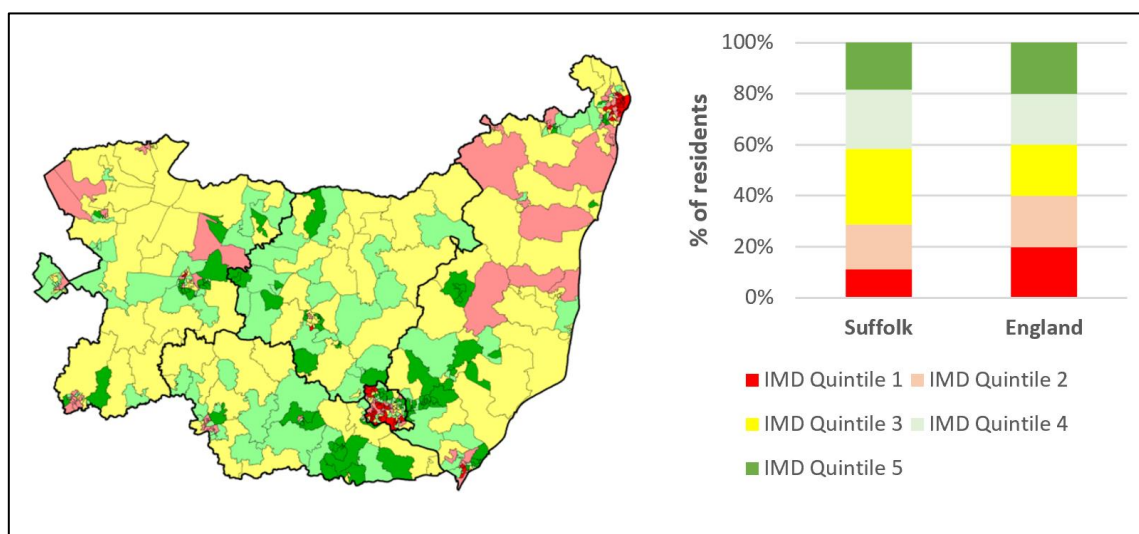 100%
80%
60%
40%
20%
0%
% of residents
Suffolk England
IMD Quintile 1 IMD Quintile 2
IMD Quintile 3 IMD Quintile 4
IMD Quintile 5